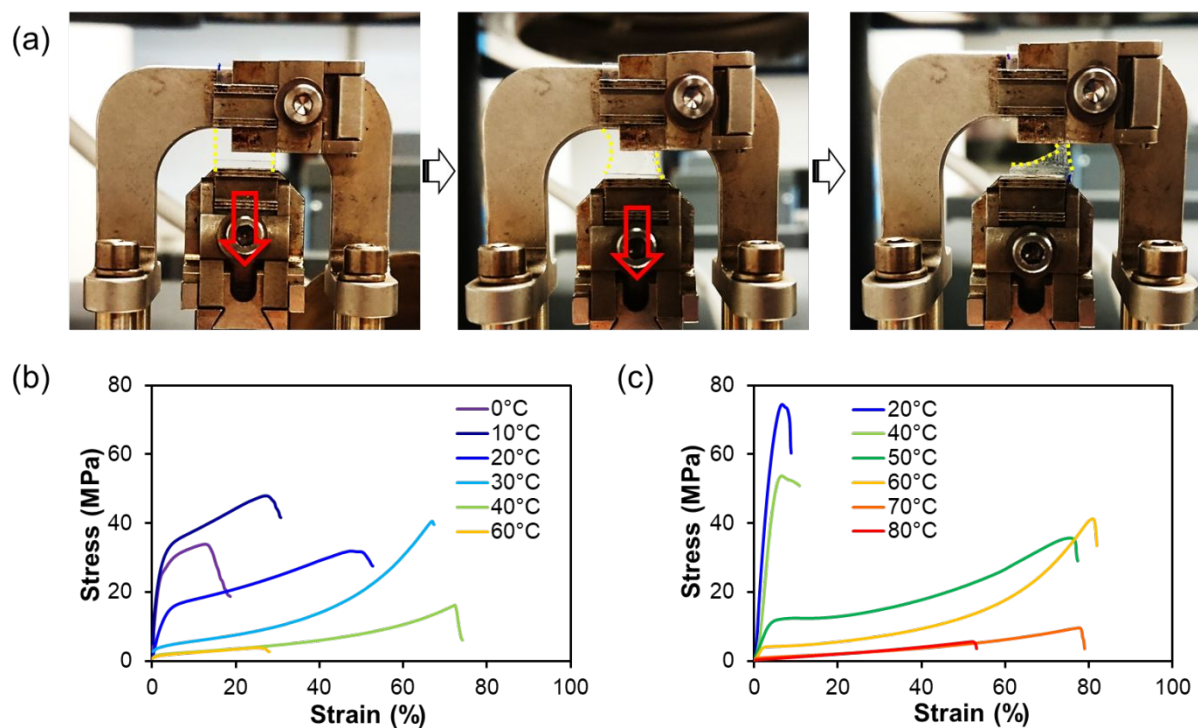 (a)
(b)
80
60
40
20
0
Stress (MPa)
0 20 40 60 80 100
Strain (%)
0°C
10°C
20°C
30°C
40°C
60°C
(c)
80
60
40
20
0
Stress (MPa)
0 20 40 60 80 100
Strain (%)
20°C
40°C
50°C
60°C
70°C
80°C